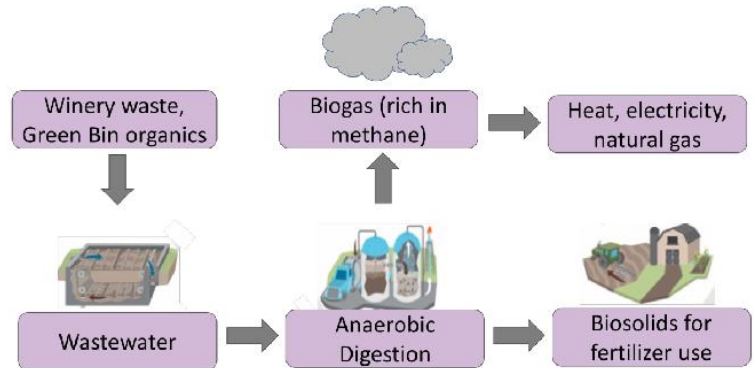 Winery waste,
Green Bin organics
Biogas (rich in
methane)
Heat, electricity,
natural gas
Wastewater
Anaerobic
Digestion
Biosolids for
fertilizer use